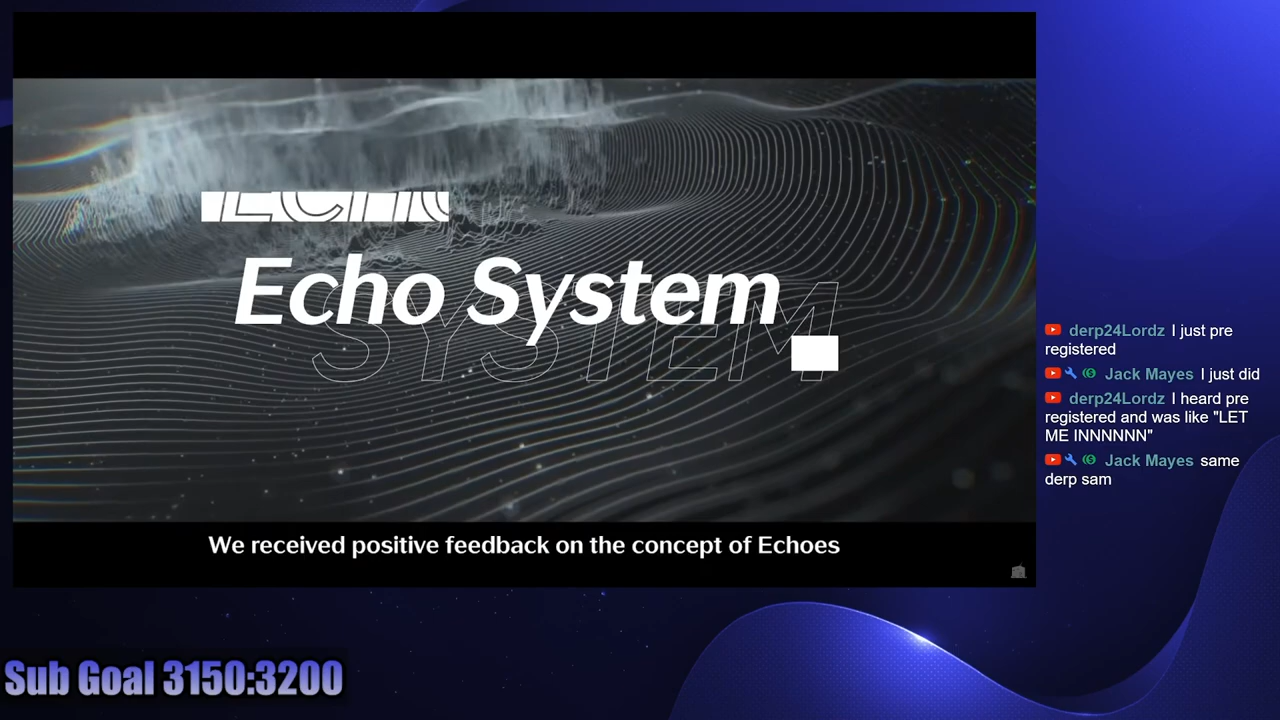 ECHO
Echo System
SYSTEM
We received positive feedback on the concept of Echoes
derp24Lordz I just pre
registered
Jack Mayes I just did
derp24Lordz I heard pre
registered and was like "LET
ME INNNNNN"
Jack Mayes same
derp sam
Sub Goal 3150:3200